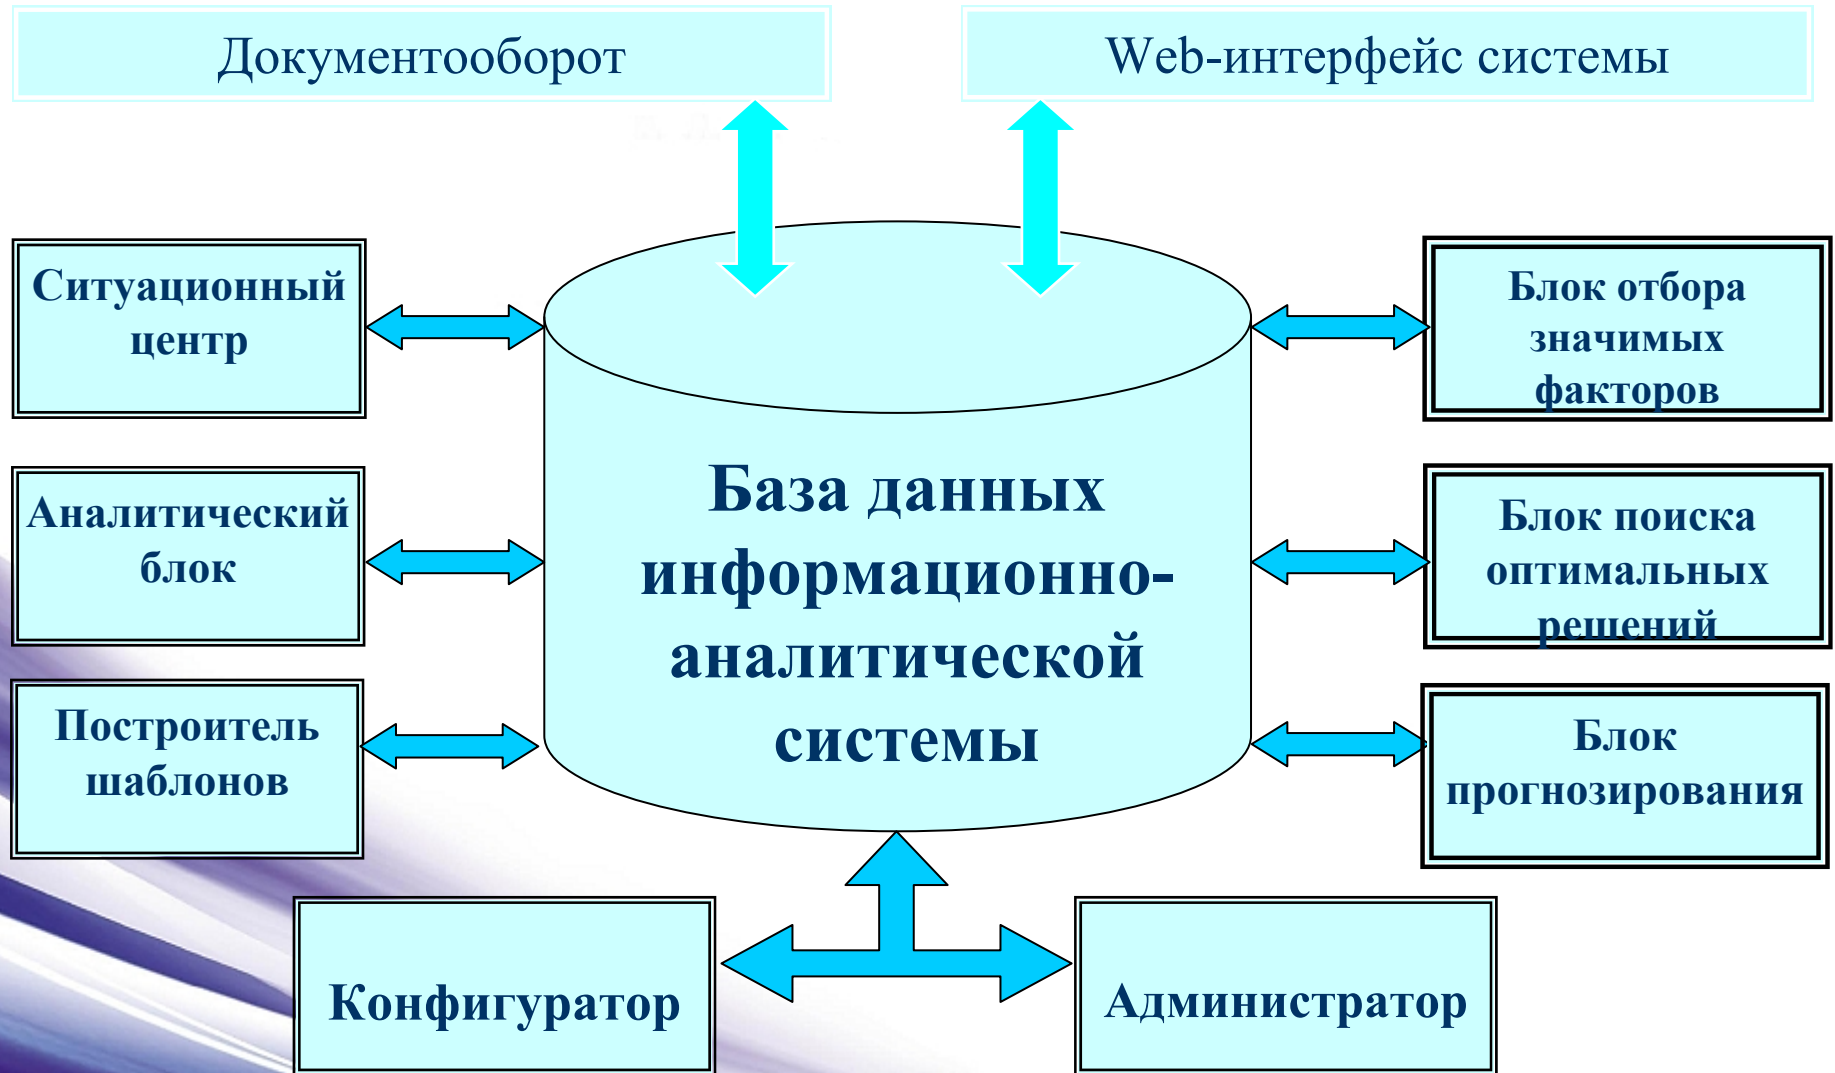 Документооборот
Web-интерфейс системы
Ситуационный
центр
Блок отбора
значимых
факторов
База данных
информационно-
аналитической
системы
Аналитический
блок
Блок поиска
оптимальных
решений
Построитель
шаблонов
Блок
прогнозирования
Конфигуратор
Администратор